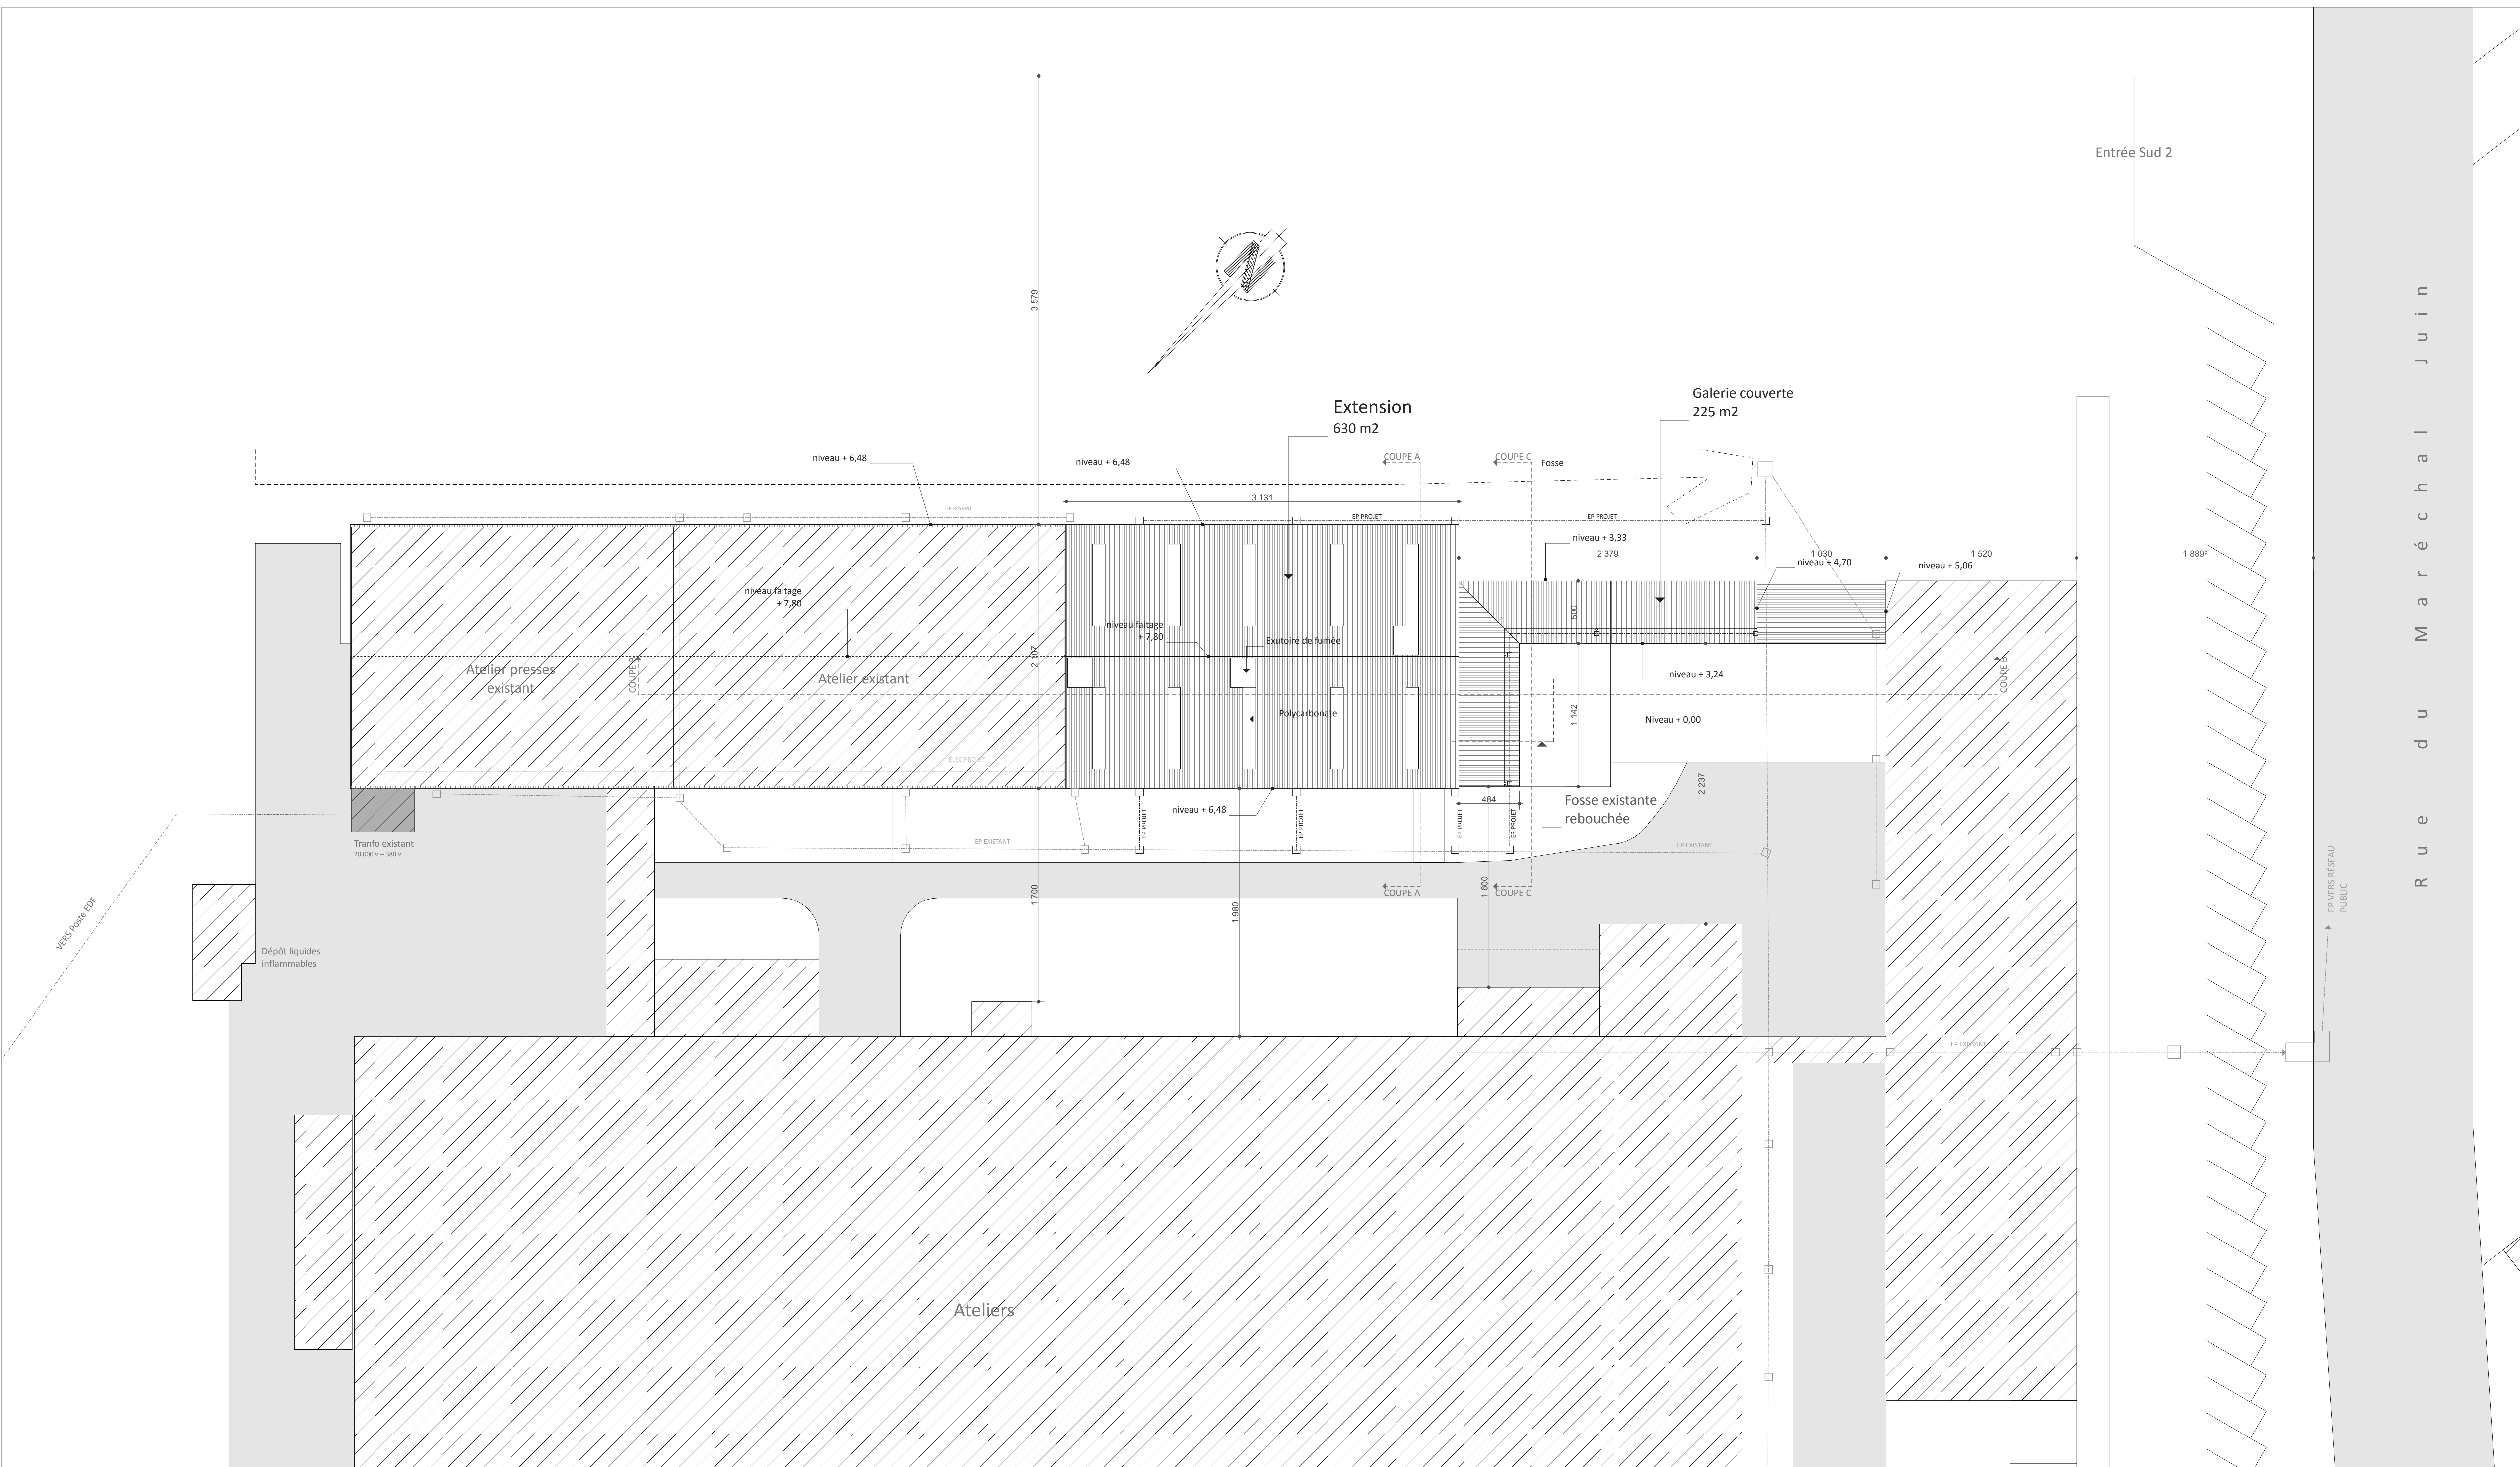 Entrée Sud 2
N
3 579
Rue du Maréchal Juin
Extension
630 m2
Galerie couverte
225 m2
niveau + 6,48
niveau + 6,48
COUPE A
COUPE C
Fosse
3 131
EP EXISTANT
EP PROJET
EP PROJET
niveau + 3,33
2 379
1 030
1 520
1 889⁵
niveau + 4,70
niveau + 5,06
niveau faitage
+ 7,80
500
niveau faitage
+ 7,80
Exutoire de fumée
2 107
Atelier presses
existant
COUPE B
Atelier existant
niveau + 3,24
COUPE B
Polycarbonate
1 142
Niveau + 0,00
2 237
niveau + 6,48
484
Fosse existante
rebouchée
EP PROJET
EP PROJET
EP PROJET
EP PROJET
Tranfo existant
20 000 v -- 380 v
EP EXISTANT
EP EXISTANT
EP VERS RÉSEAU
PUBLIC
COUPE A
COUPE C
1 700
1 980
1 600
VERS Poste EDF
Dépôt liquides
inflammables
EP EXISTANT
Ateliers